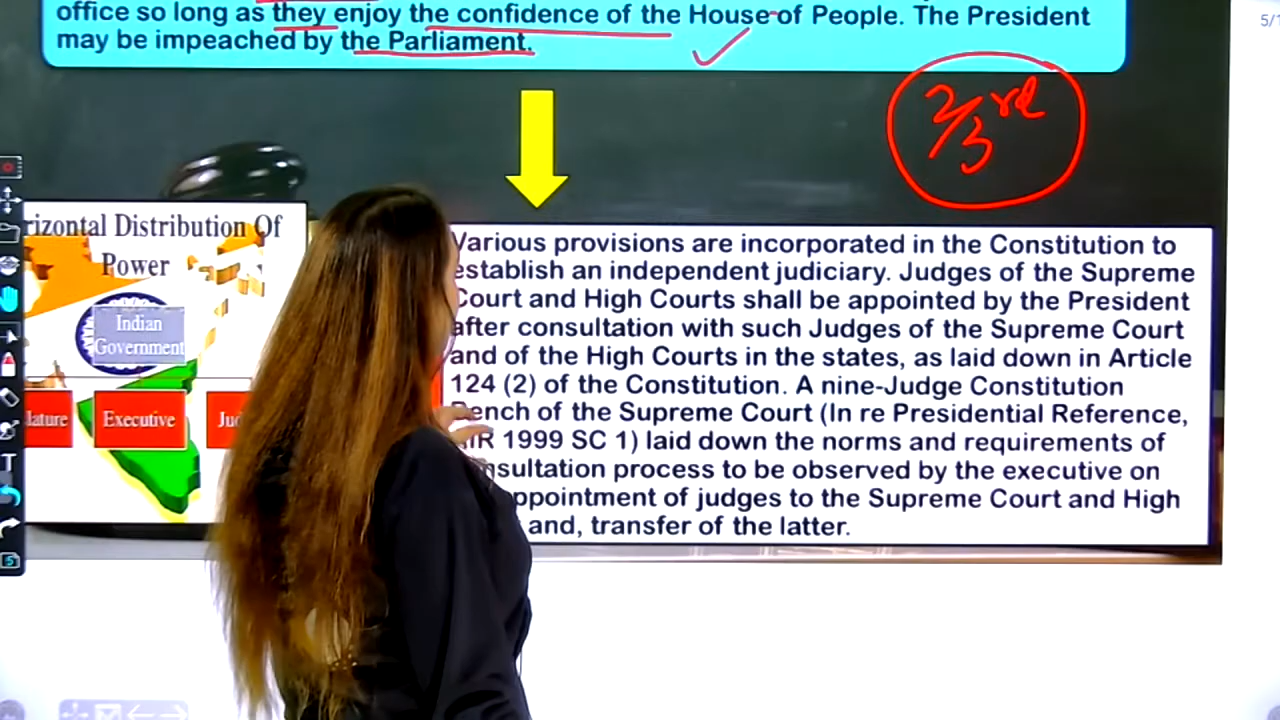 office so long as they enjoy the confidence of the House of People. The President
may be impeached by the Parliament.
5/1
2/3rd
rizontal Distribution Of
Power
Indian
Government
lature
Executive
Jud
Various provisions are incorporated in the Constitution to
establish an independent judiciary. Judges of the Supreme
Court and High Courts shall be appointed by the President
after consultation with such Judges of the Supreme Court
and of the High Courts in the states, as laid down in Article
124 (2) of the Constitution. A nine-Judge Constitution
Bench of the Supreme Court (In re Presidential Reference,
AIR 1999 SC 1) laid down the norms and requirements of
nsultation process to be observed by the executive on
ppointment of judges to the Supreme Court and High
and, transfer of the latter.
T
5